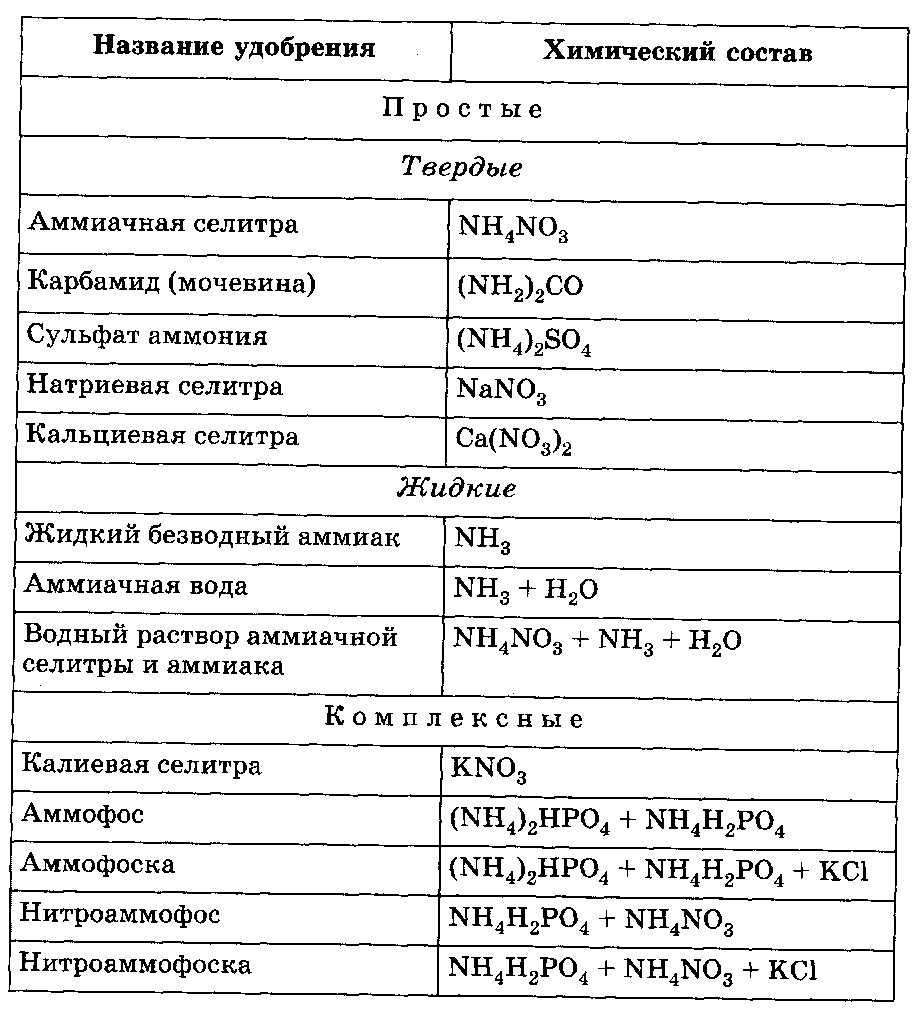 Название удобрения Химический состав
Простые
Твердые
Аммиачная селитра NH₄NO₃
Карбамид (мочевина) (NH₂)₂CO
Сульфат аммония (NH₄)₂SO₄
Натриевая селитра NaNO₃
Кальциевая селитра Ca(NO₃)₂
Жидкие
Жидкий безводный аммиак NH₃
Аммиачная вода NH₃ + H₂O
Водный раствор аммиачной NH₄NO₃ + NH₃ + H₂O
селитры и аммиака
Комплексные
Калиевая селитра KNO₃
Аммофос (NH₄)₂HPO₄ + NH₄H₂PO₄
Аммофоска (NH₄)₂HPO₄ + NH₄H₂PO₄ + KCl
Нитроаммофос NH₄H₂PO₄ + NH₄NO₃
Нитроаммофоска NH₄H₂PO₄ + NH₄NO₃ + KCl